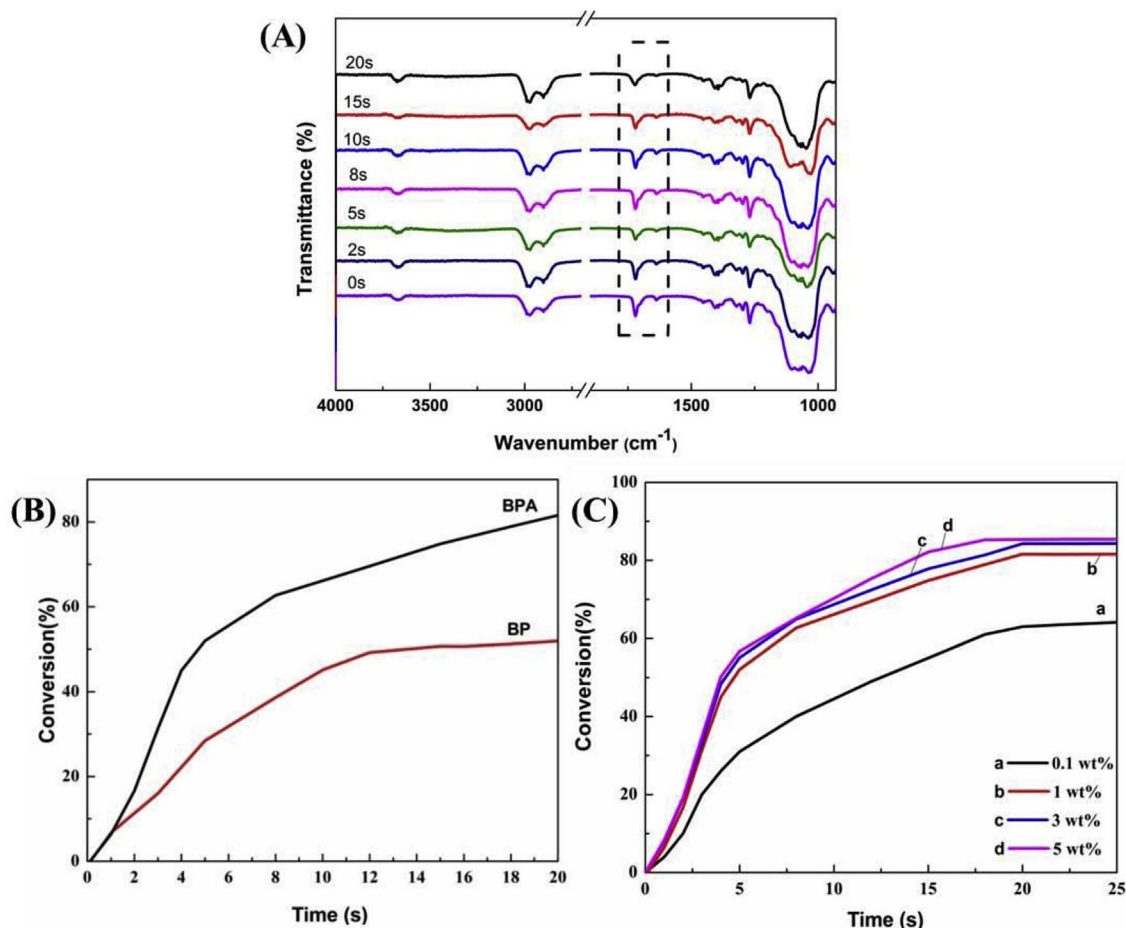 (A)
20s
15s
10s
8s
5s
2s
0s
Transmittance (%)
4000 3500 3000 1500 1000
Wavenumber (cm-1)
(B)
80
60
40
20
0
Conversion(%)
BPA
BP
0 2 4 6 8 10 12 14 16 18 20
Time (s)
(C)
100
80
60
40
20
0
Conversion(%)
d
c
b
a
a 0.1 wt%
b 1 wt%
c 3 wt%
d 5 wt%
0 5 10 15 20 25
Time (s)